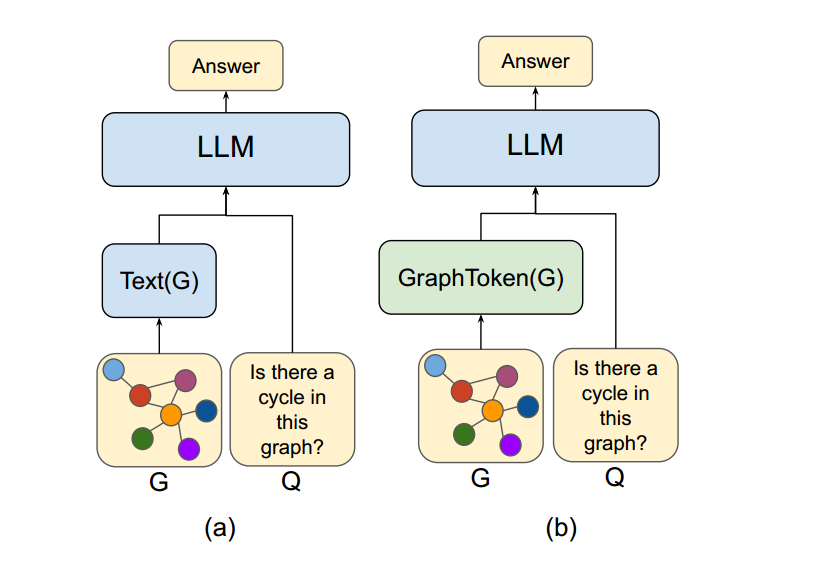 Answer
LLM
Text(G)
Is there a
cycle in
this
graph?
G
Q
(a)
Answer
LLM
GraphToken(G)
Is there a
cycle in
this
graph?
G
Q
(b)